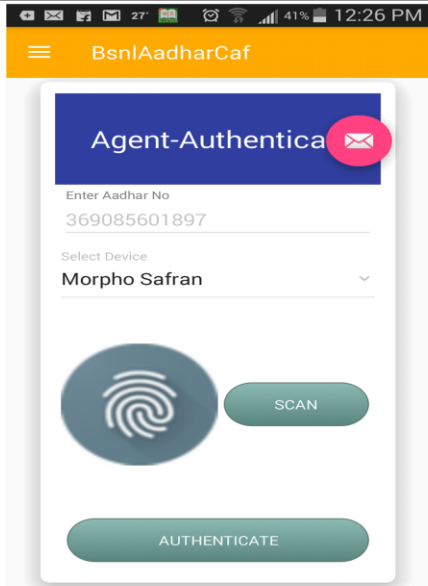 27° 41% 12:26 PM
BsnlAadharCaf
Agent-Authentica
Enter Aadhar No
369085601897
Select Device
Morpho Safran
SCAN
AUTHENTICATE